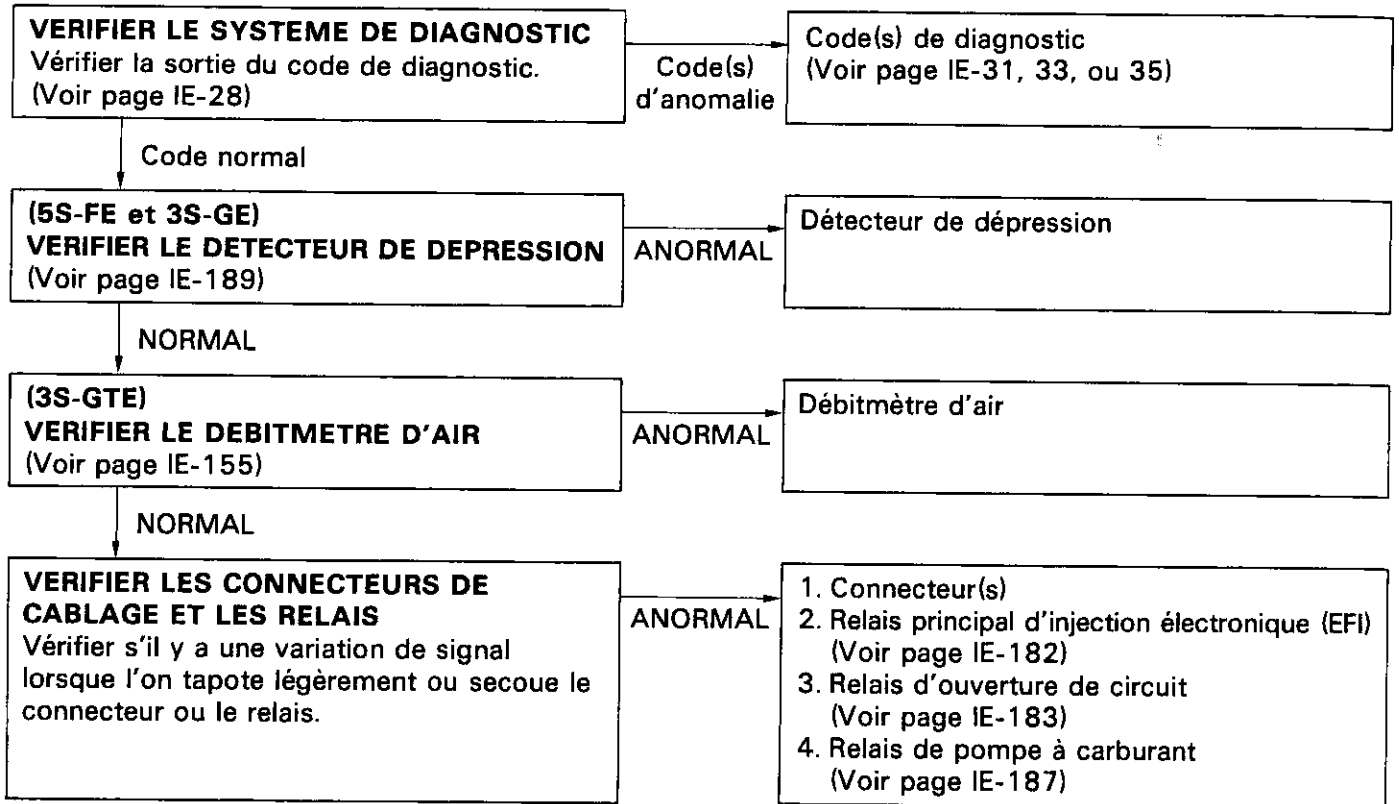 VERIFIER LE SYSTEME DE DIAGNOSTIC
Vérifier la sortie du code de diagnostic.
(Voir page IE-28)
Code(s)
d'anomalie
Code(s) de diagnostic
(Voir page IE-31, 33, ou 35)
Code normal
(5S-FE et 3S-GE)
VERIFIER LE DETECTEUR DE DEPRESSION
(Voir page IE-189)
ANORMAL
Détecteur de dépression
NORMAL
(3S-GTE)
VERIFIER LE DEBITMETRE D'AIR
(Voir page IE-155)
ANORMAL
Débitmètre d'air
NORMAL
VERIFIER LES CONNECTEURS DE
CABLAGE ET LES RELAIS
Vérifier s'il y a une variation de signal
lorsque l'on tapote légèrement ou secoue le
connecteur ou le relais.
ANORMAL
1. Connecteur(s)
2. Relais principal d'injection électronique (EFI)
(Voir page IE-182)
3. Relais d'ouverture de circuit
(Voir page IE-183)
4. Relais de pompe à carburant
(Voir page IE-187)